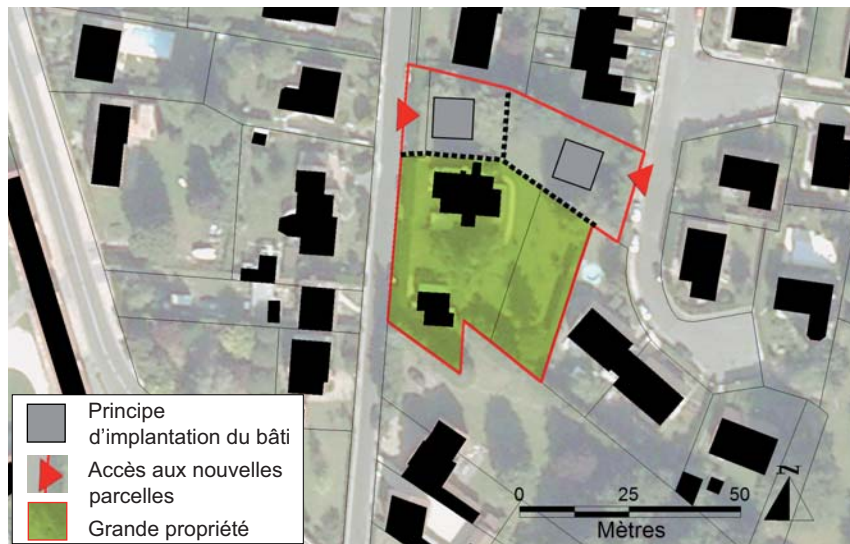 Principe
d'implantation du bâti
Accès aux nouvelles
parcelles
Grande propriété
0 25 50
Mètres
N